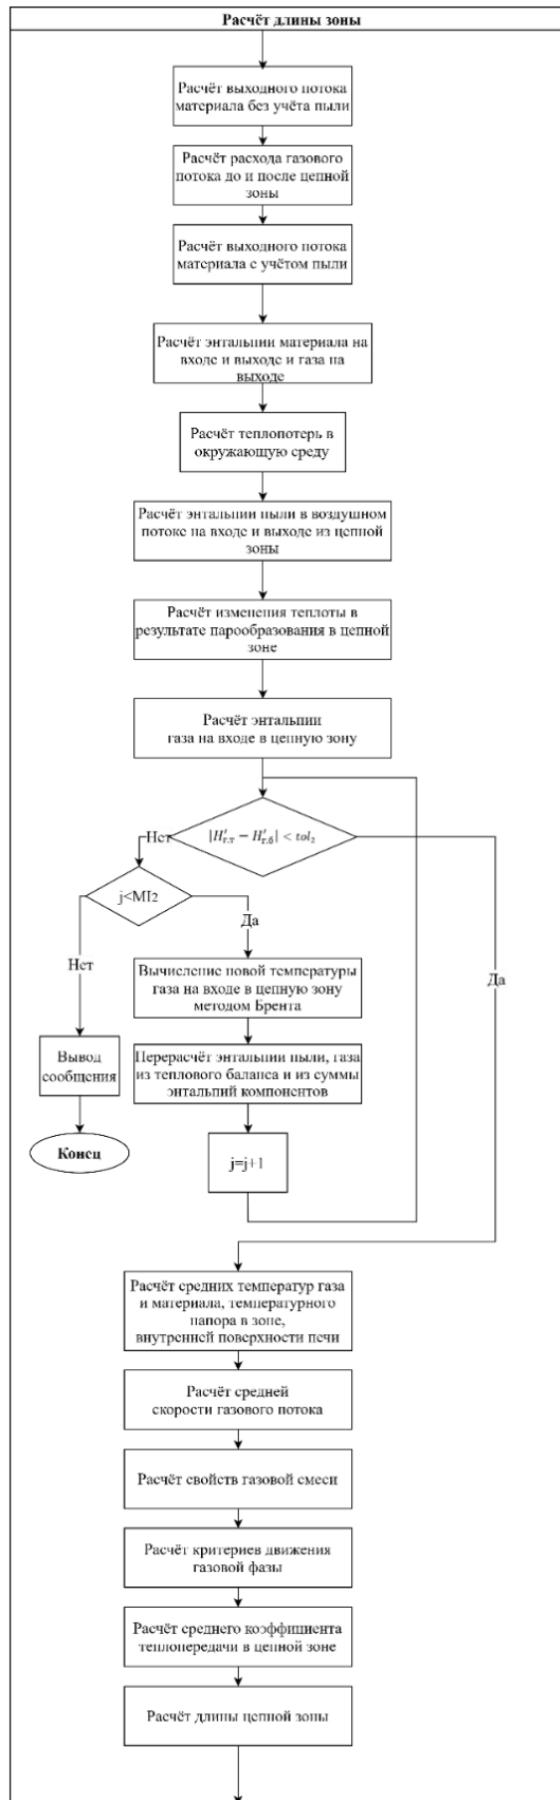 Расчёт длины зоны
Расчёт выходного потока
материала без учёта пыли
Расчёт расхода газового
потока до и после цепной
зоны
Расчёт выходного потока
материала с учётом пыли
Расчёт энтальпии материала на
входе и выходе и газа на
выходе
Расчёт теплопотерь в
окружающую среду
Расчёт энтальпии пыли в воздушном
потоке на входе и выходе из цепной
зоны
Расчёт изменения теплоты в
результате парообразования в цепной
зоне
Расчёт энтальпии
газа на входе в цепную зону
|H'г.т − H'г.б| < tol₂
Нет
j<MI2
Да
Нет
Да
Вычисление новой температуры
газа на входе в цепную зону
методом Брента
Вывод
сообщения
Перерасчёт энтальпии пыли, газа
из теплового баланса и из суммы
энтальпий компонентов
Конец
j=j+1
Расчёт средних температур газа
и материала, температурного
напора в зоне,
внутренней поверхности печи
Расчёт средней
скорости газового потока
Расчёт свойств газовой смеси
Расчёт критериев движения
газовой фазы
Расчёт среднего коэффициента
теплопередачи в цепной зоне
Расчёт длины цепной зоны